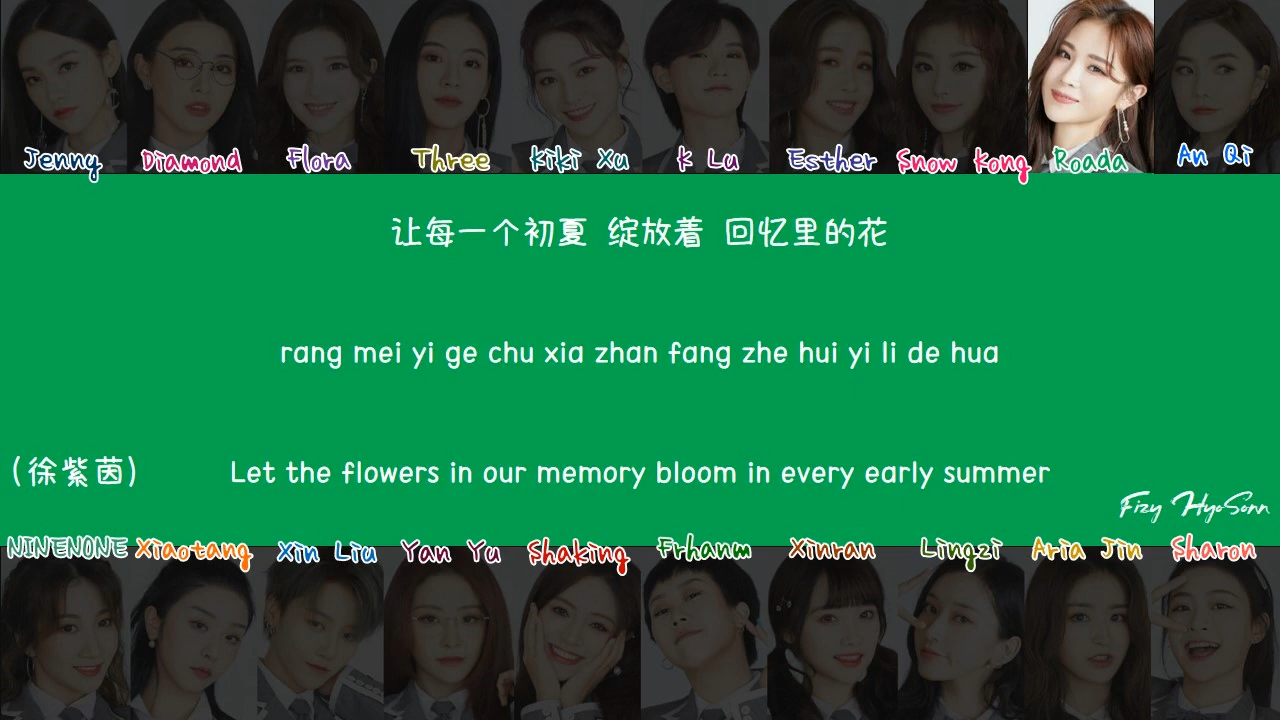 Jenny Diamond Flora Three Kiki Xu K Lu Esther Snow Kong Roada An Qi
让每一个初夏 绽放着 回忆里的花
rang mei yi ge chu xia zhan fang zhe hui yi li de hua
(徐紫茵) Let the flowers in our memory bloom in every early summer
Fizy HyoSonn
NINEONE Xiaotang Xin Liu Yan Yu Shaking Frhanm Xinran Lingzi Aria Jin Sharon